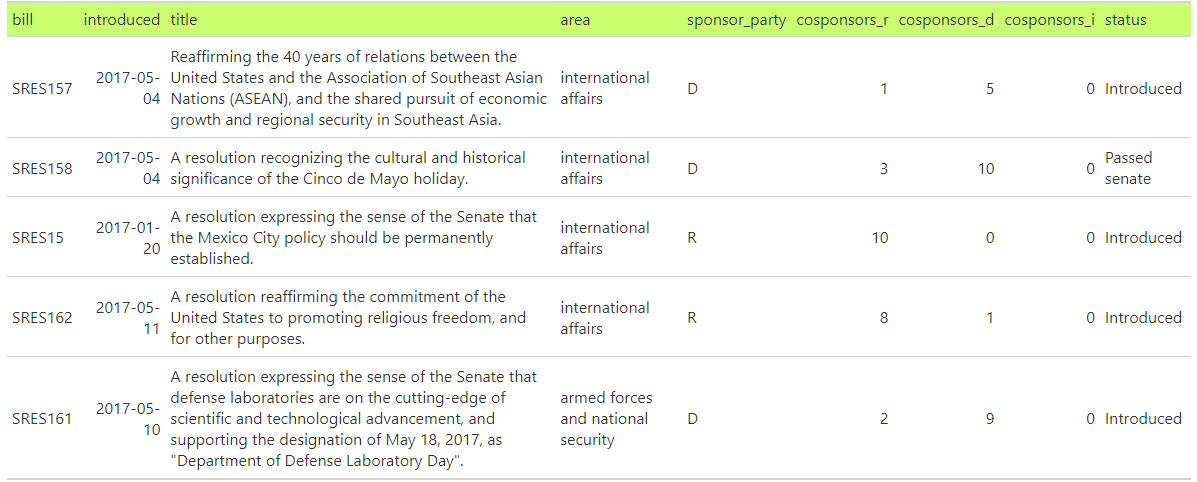 bill introduced title area sponsor_party cosponsors_r cosponsors_d cosponsors_i status
SRES157 2017-05-04 Reaffirming the 40 years of relations between the
United States and the Association of Southeast Asian
Nations (ASEAN), and the shared pursuit of economic
growth and regional security in Southeast Asia. international
affairs D 1 5 0 Introduced
SRES158 2017-05-04 A resolution recognizing the cultural and historical
significance of the Cinco de Mayo holiday. international
affairs D 3 10 0 Passed
senate
SRES15 2017-01-20 A resolution expressing the sense of the Senate that
the Mexico City policy should be permanently
established. international
affairs R 10 0 0 Introduced
SRES162 2017-05-11 A resolution reaffirming the commitment of the
United States to promoting religious freedom, and
for other purposes. international
affairs R 8 1 0 Introduced
SRES161 2017-05-10 A resolution expressing the sense of the Senate that
defense laboratories are on the cutting-edge of
scientific and technological advancement, and
supporting the designation of May 18, 2017, as
"Department of Defense Laboratory Day". armed forces
and national
security D 2 9 0 Introduced